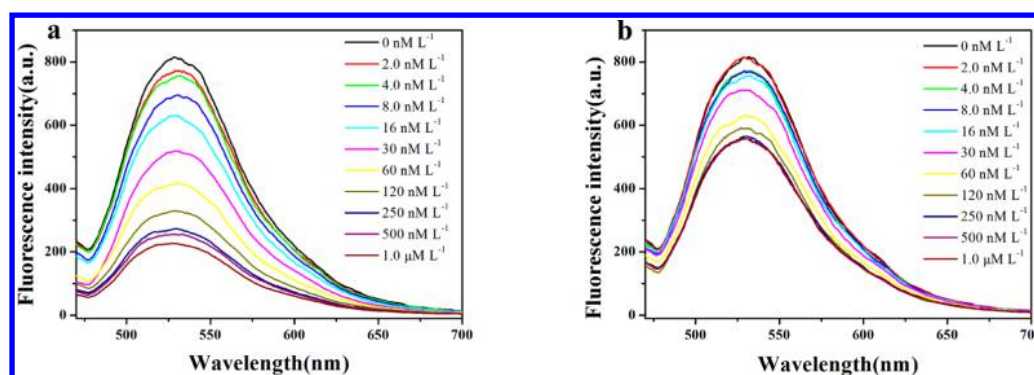 a
0 nM L⁻¹
2.0 nM L⁻¹
4.0 nM L⁻¹
8.0 nM L⁻¹
16 nM L⁻¹
30 nM L⁻¹
60 nM L⁻¹
120 nM L⁻¹
250 nM L⁻¹
500 nM L⁻¹
1.0 μM L⁻¹
Fluorescence intensity(a.u.)
800
600
400
200
0
500 550 600 650 700
Wavelength(nm)
b
0 nM L⁻¹
2.0 nM L⁻¹
4.0 nM L⁻¹
8.0 nM L⁻¹
16 nM L⁻¹
30 nM L⁻¹
60 nM L⁻¹
120 nM L⁻¹
250 nM L⁻¹
500 nM L⁻¹
1.0 μM L⁻¹
Fluorescence intensity(a.u.)
800
600
400
200
0
500 550 600 650
Wavelength(nm)